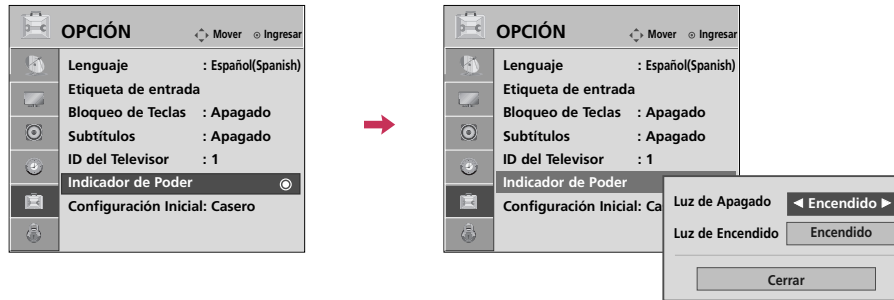 OPCIÓN Mover Ingresar
Lenguaje : Español(Spanish)
Etiqueta de entrada
Bloqueo de Teclas : Apagado
Subtítulos : Apagado
ID del Televisor : 1
Indicador de Poder
Configuración Inicial: Casero
OPCIÓN Mover Ingresar
Lenguaje : Español(Spanish)
Etiqueta de entrada
Bloqueo de Teclas : Apagado
Subtítulos : Apagado
ID del Televisor : 1
Indicador de Poder
Configuración Inicial: Ca
Luz de Apagado ◄ Encendido ►
Luz de Encendido Encendido
Cerrar